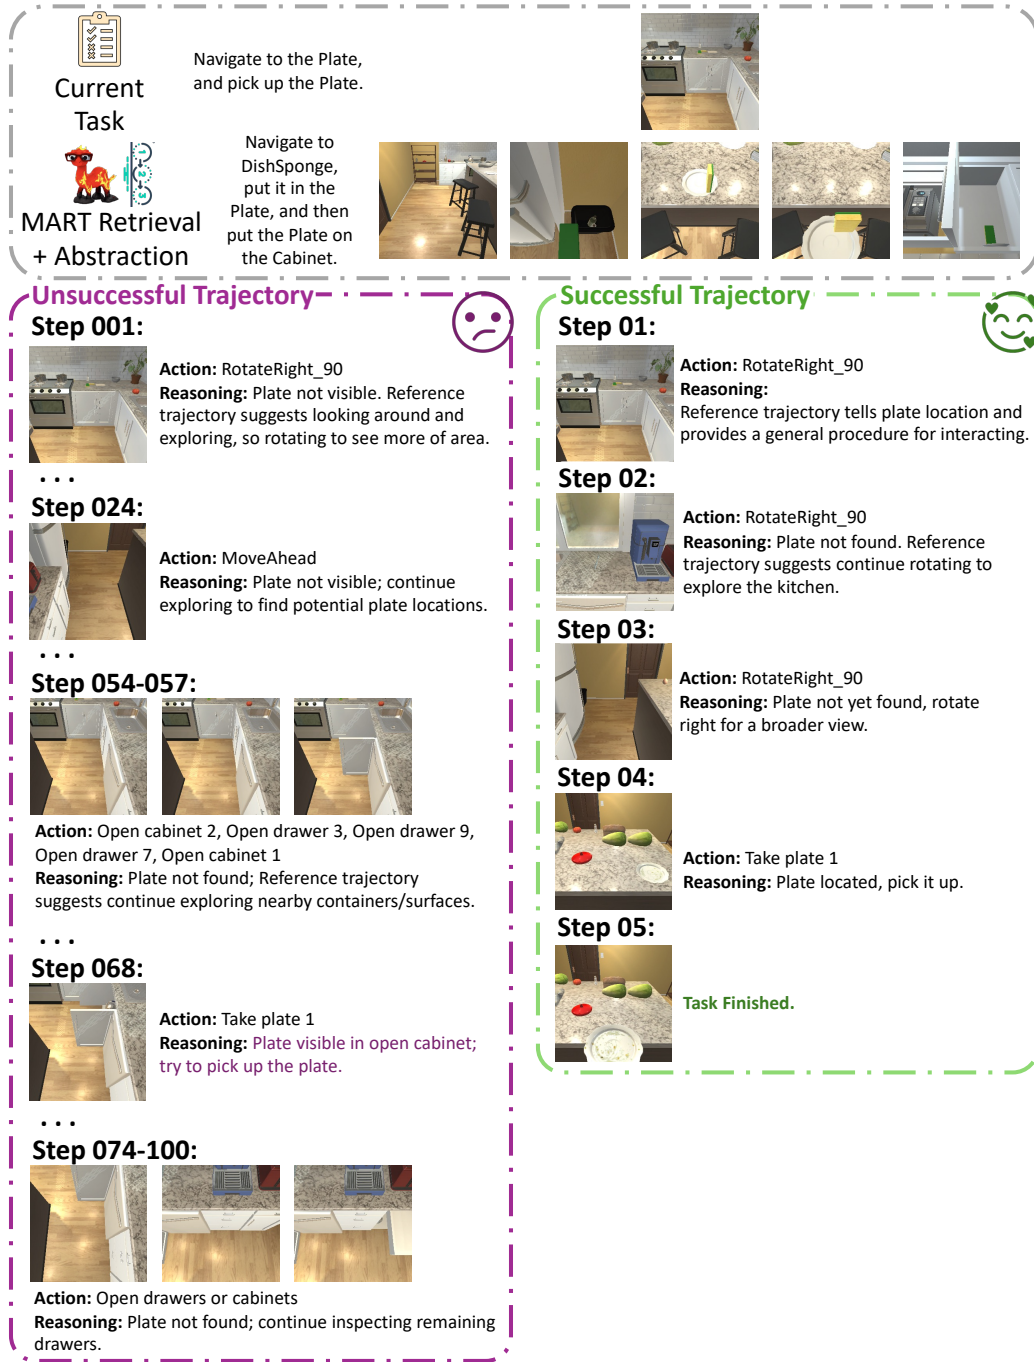 Current
Task
Navigate to the Plate,
and pick up the Plate.
MART Retrieval
+ Abstraction
Navigate to
DishSponge,
put it in the
Plate, and then
put the Plate on
the Cabinet.
Unsuccessful Trajectory
Step 001:
Action: RotateRight_90
Reasoning: Plate not visible. Reference
trajectory suggests looking around and
exploring, so rotating to see more of area.
...
Step 024:
Action: MoveAhead
Reasoning: Plate not visible; continue
exploring to find potential plate locations.
...
Step 054-057:
Action: Open cabinet 2, Open drawer 3, Open drawer 9,
Open drawer 7, Open cabinet 1
Reasoning: Plate not found; Reference trajectory
suggests continue exploring nearby containers/surfaces.
...
Step 068:
Action: Take plate 1
Reasoning: Plate visible in open cabinet;
try to pick up the plate.
...
Step 074-100:
Action: Open drawers or cabinets
Reasoning: Plate not found; continue inspecting remaining
drawers.
Successful Trajectory
Step 01:
Action: RotateRight_90
Reasoning:
Reference trajectory tells plate location and
provides a general procedure for interacting.
Step 02:
Action: RotateRight_90
Reasoning: Plate not found. Reference
trajectory suggests continue rotating to
explore the kitchen.
Step 03:
Action: RotateRight_90
Reasoning: Plate not yet found, rotate
right for a broader view.
Step 04:
Action: Take plate 1
Reasoning: Plate located, pick it up.
Step 05:
Task Finished.